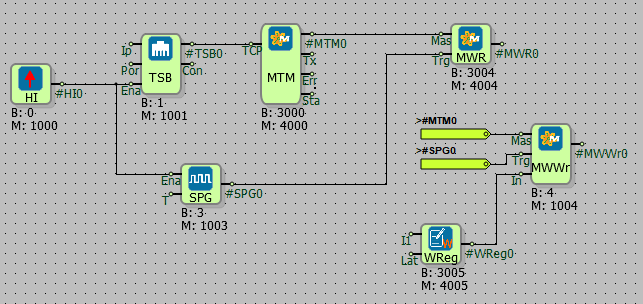 HI
#HI0
B: 0
M: 1000
Ip
Por
Ena
TSB
#TSB0
Con
B: 1
M: 1001
TCP
MTM
#MTM0
Tx
Err
Sta
B: 3000
M: 4000
Mas
Trg
MWR
#MWR0
B: 3004
M: 4004
>#MTM0
>#SPG0
Mas
Trg
In
MWWr
#MWWr0
B: 4
M: 1004
Ena
T
SPG
#SPG0
B: 3
M: 1003
I1
Lat
WReg
#WReg0
B: 3005
M: 4005